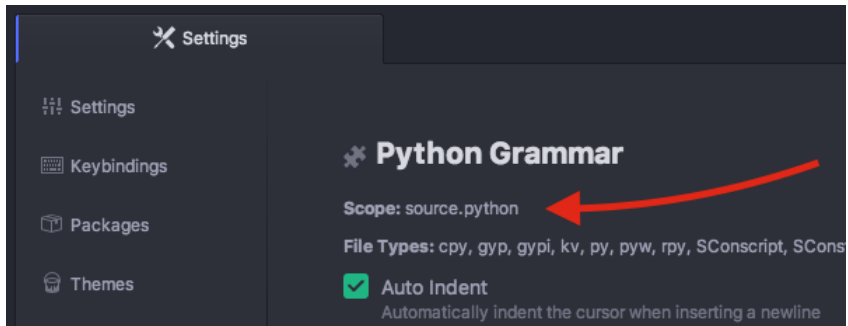 Settings
Settings
Keybindings
Packages
Themes
Python Grammar
Scope: source.python
File Types: cpy, gyp, gypi, kv, py, pyw, rpy, SConscript, SCons
Auto Indent
Automatically indent the cursor when inserting a newline